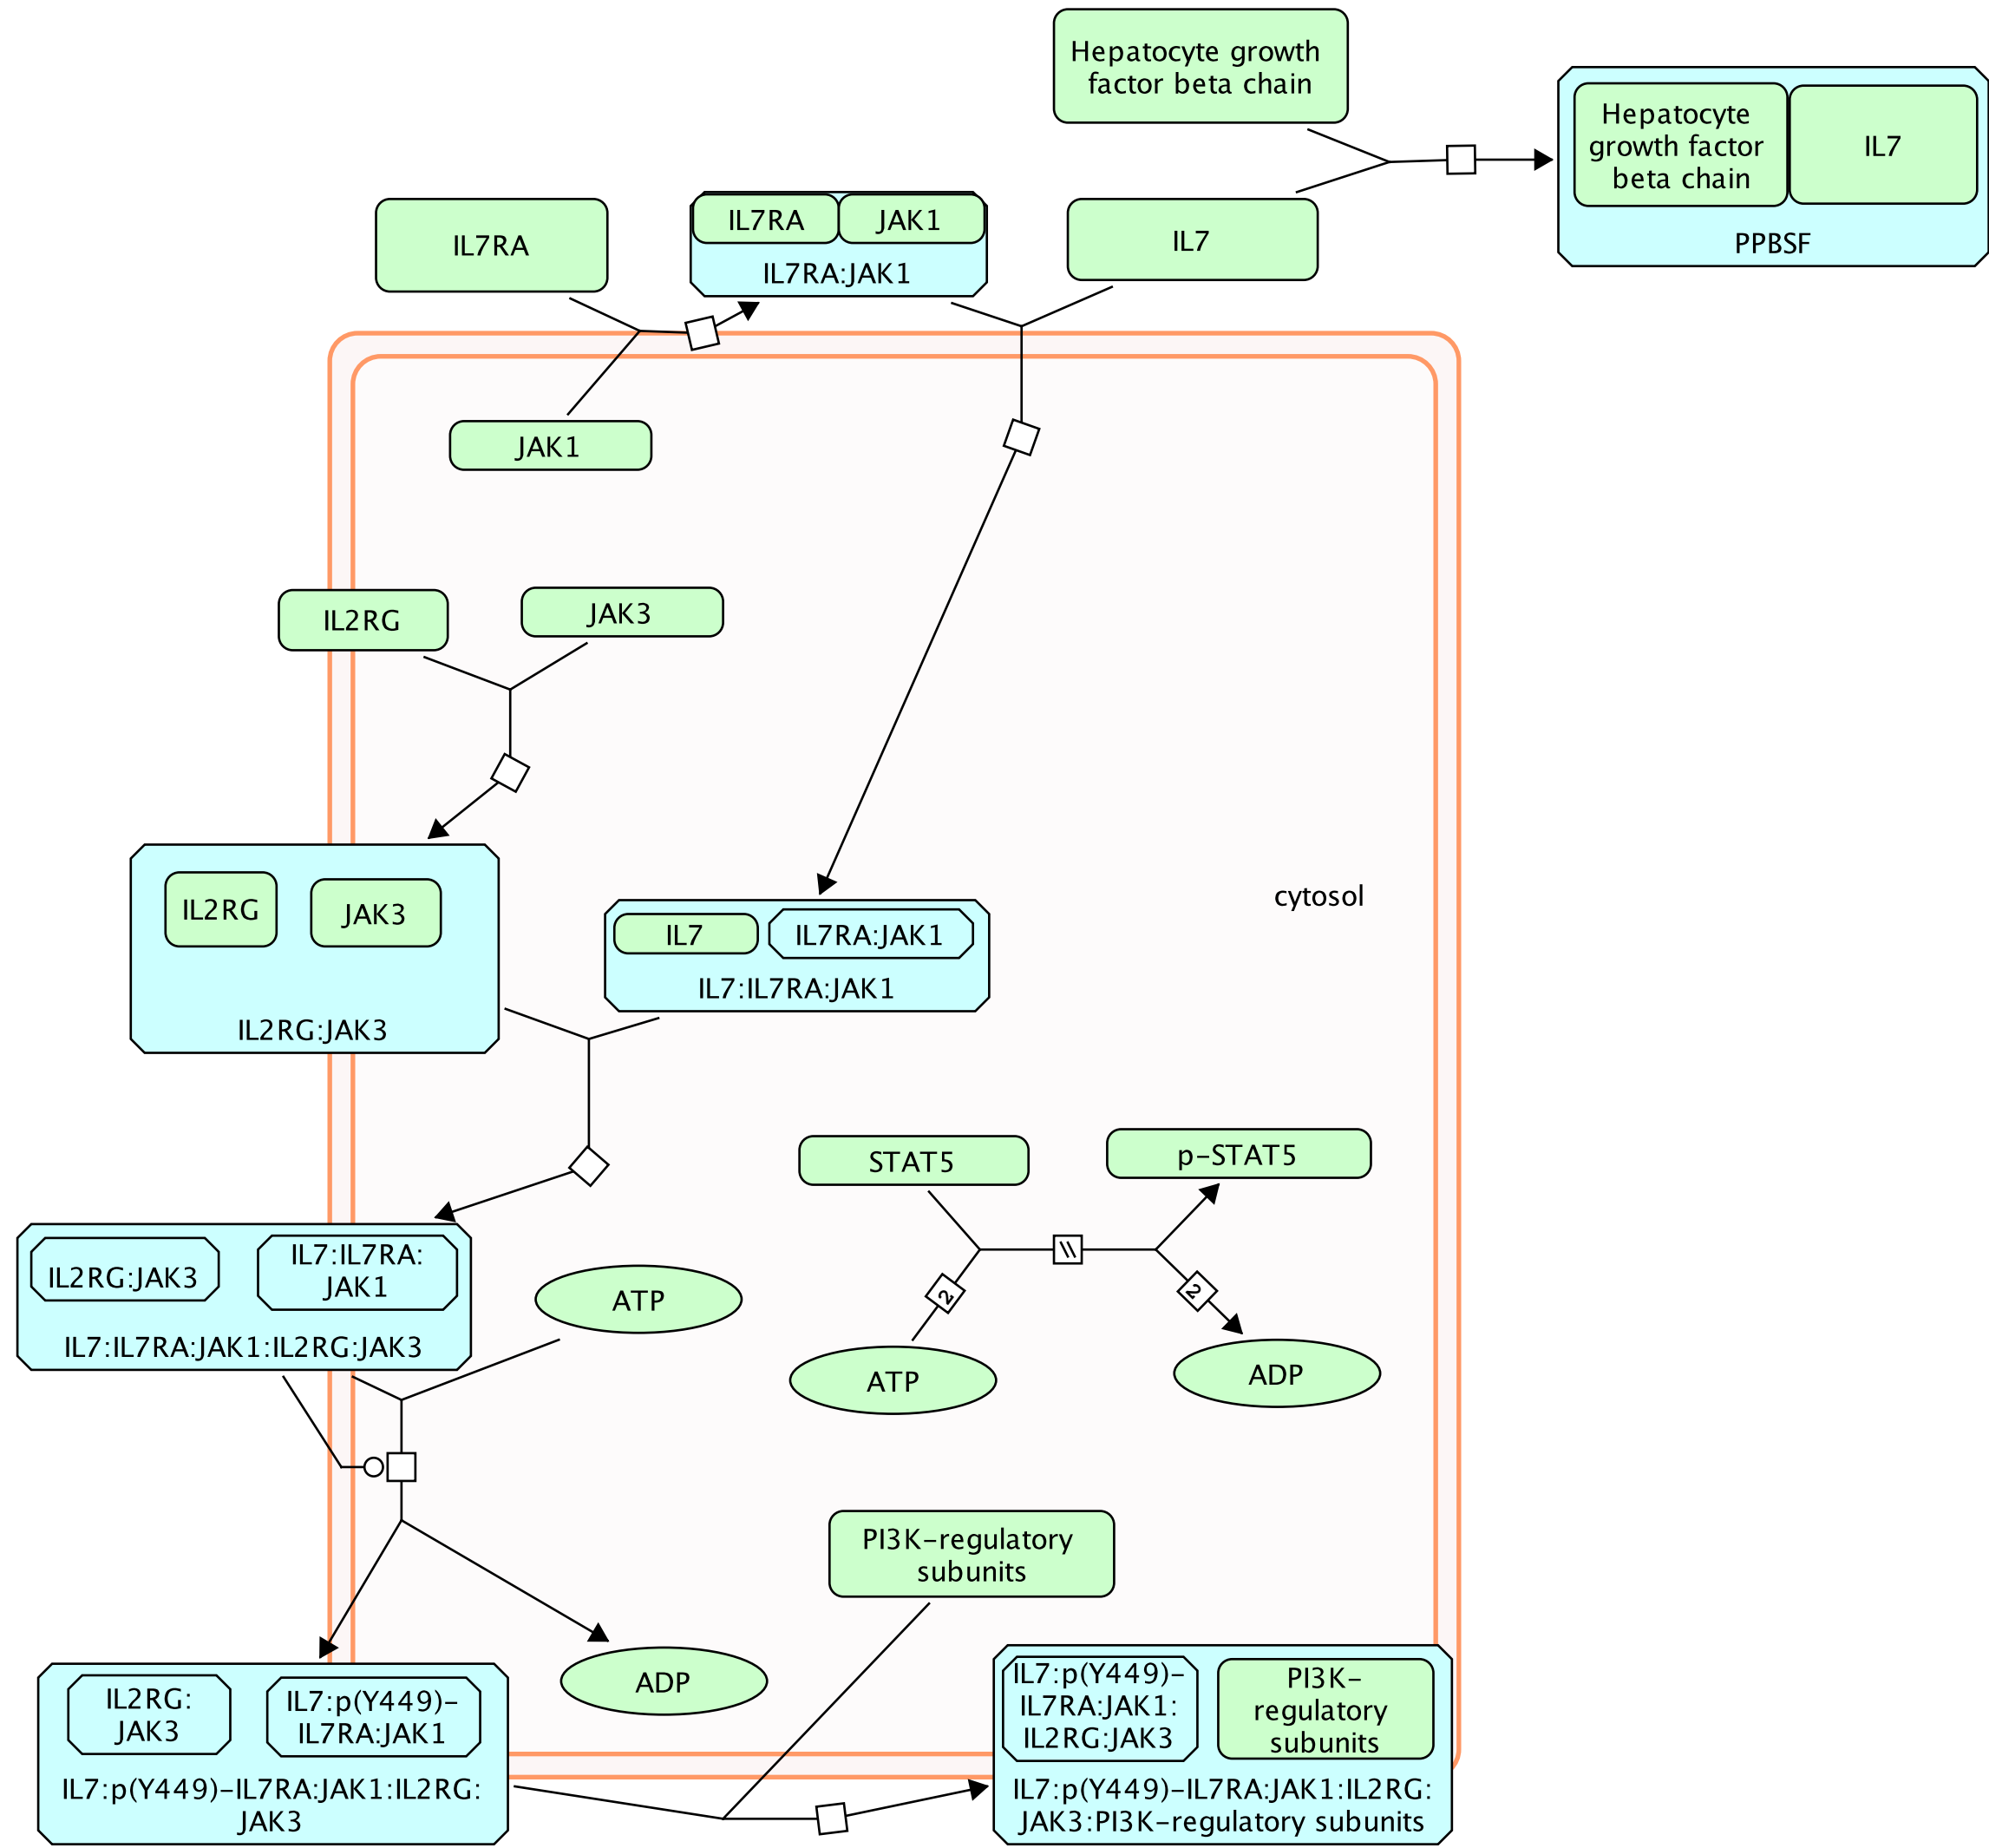 Hepatocyte growth
factor beta chain
Hepatocyte
growth factor
beta chain
IL7
PPBSF
IL7RA
IL7RA
JAK1
IL7RA:JAK1
IL7
JAK1
IL2RG
JAK3
IL2RG
JAK3
IL2RG:JAK3
IL7
IL7RA:JAK1
IL7:IL7RA:JAK1
cytosol
STAT5
p-STAT5
2
2
ATP
ADP
IL2RG:JAK3
IL7:IL7RA:
JAK1
IL7:IL7RA:JAK1:IL2RG:JAK3
ATP
PI3K-regulatory
subunits
ADP
IL2RG:
JAK3
IL7:p(Y449)-
IL7RA:JAK1
IL7:p(Y449)-IL7RA:JAK1:IL2RG:
JAK3
IL7:p(Y449)-
IL7RA:JAK1:
IL2RG:JAK3
PI3K-
regulatory
subunits
IL7:p(Y449)-IL7RA:JAK1:IL2RG:
JAK3:PI3K-regulatory subunits